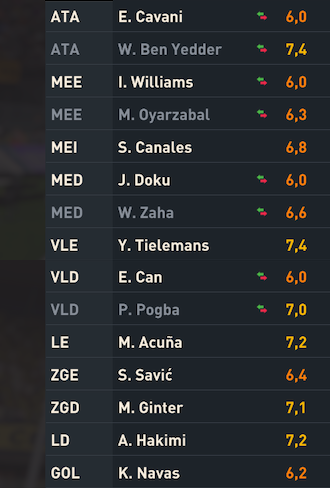 ATA E. Cavani 6,0
ATA W. Ben Yedder 7,4
MEE I. Williams 6,0
MEE M. Oyarzabal 6,3
MEI S. Canales 6,8
MED J. Doku 6,0
MED W. Zaha 6,6
VLE Y. Tielemans 7,4
VLD E. Can 6,0
VLD P. Pogba 7,0
LE M. Acuña 7,2
ZGE S. Savić 6,4
ZGD M. Ginter 7,1
LD A. Hakimi 7,2
GOL K. Navas 6,2